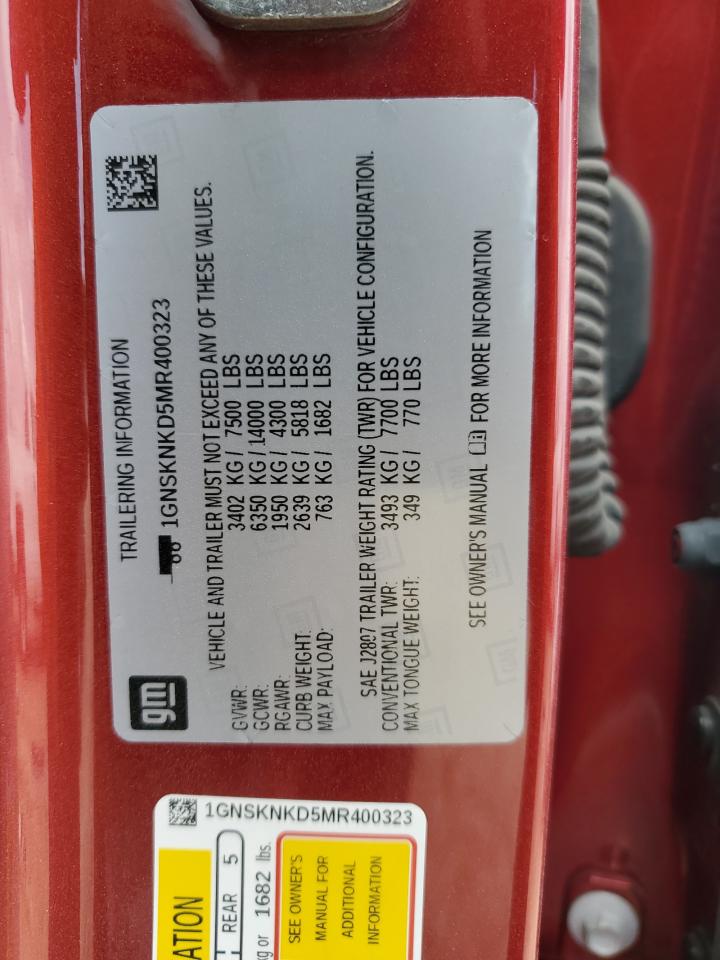 gm
TRAILERING INFORMATION
1GNSKNKD5MR400323
VEHICLE AND TRAILER MUST NOT EXCEED ANY OF THESE VALUES.
GVWR: 3402 KG / 7500 LBS
GCWR: 6350 KG / 14000 LBS
RGAWR: 1950 KG / 4300 LBS
CURB WEIGHT: 2639 KG / 5818 LBS
MAX PAYLOAD: 763 KG / 1682 LBS
SAE J2807 TRAILER WEIGHT RATING (TWR) FOR VEHICLE CONFIGURATION.
CONVENTIONAL TWR: 3493 KG / 7700 LBS
MAX TONGUE WEIGHT: 349 KG / 770 LBS
SEE OWNER'S MANUAL FOR MORE INFORMATION
1GNSKNKD5MR400323
ATION
REAR 5
kg or 1682 lbs.
SEE OWNER'S
MANUAL FOR
ADDITIONAL
INFORMATION